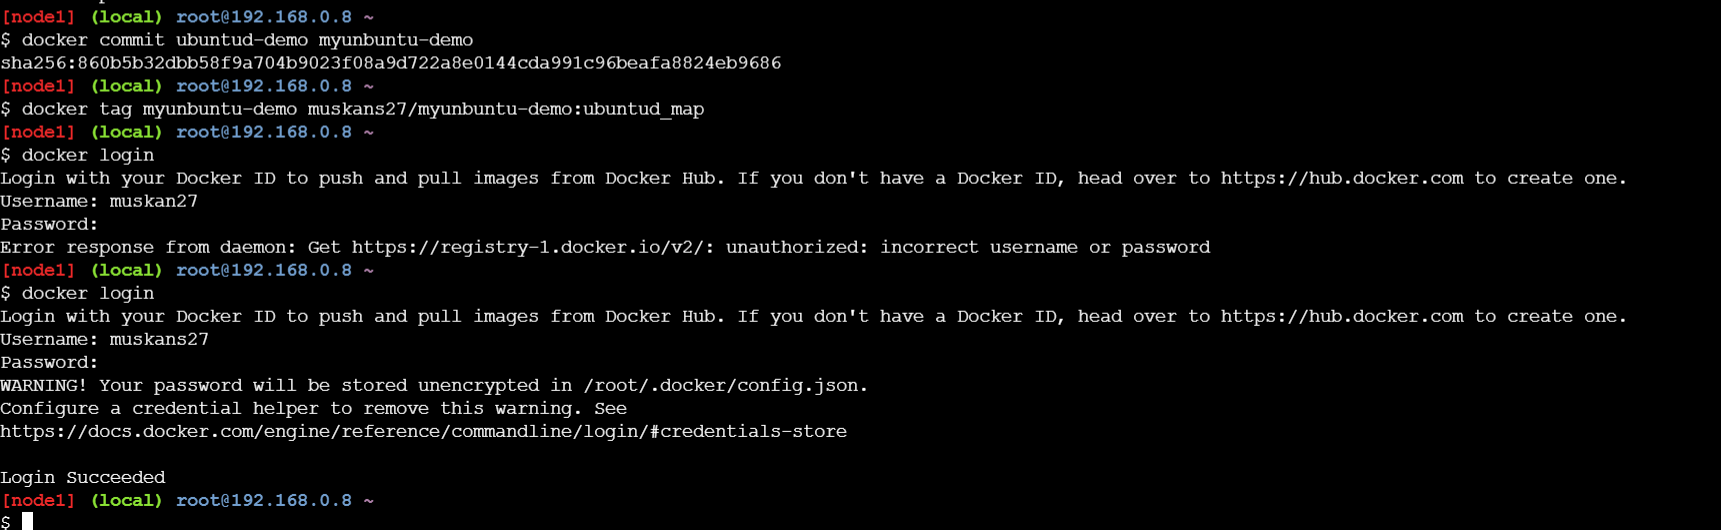 [node1] (local) root@192.168.0.8 ~
$ docker commit ubuntud-demo myunbuntu-demo
sha256:860b5b32dbb58f9a704b9023f08a9d722a8e0144cda991c96beafa8824eb9686
[node1] (local) root@192.168.0.8 ~
$ docker tag myunbuntu-demo muskans27/myunbuntu-demo:ubuntud_map
[node1] (local) root@192.168.0.8 ~
$ docker login
Login with your Docker ID to push and pull images from Docker Hub. If you don't have a Docker ID, head over to https://hub.docker.com to create one.
Username: muskan27
Password:
Error response from daemon: Get https://registry-1.docker.io/v2/: unauthorized: incorrect username or password
[node1] (local) root@192.168.0.8 ~
$ docker login
Login with your Docker ID to push and pull images from Docker Hub. If you don't have a Docker ID, head over to https://hub.docker.com to create one.
Username: muskans27
Password:
WARNING! Your password will be stored unencrypted in /root/.docker/config.json.
Configure a credential helper to remove this warning. See
https://docs.docker.com/engine/reference/commandline/login/#credentials-store
Login Succeeded
[node1] (local) root@192.168.0.8 ~
$